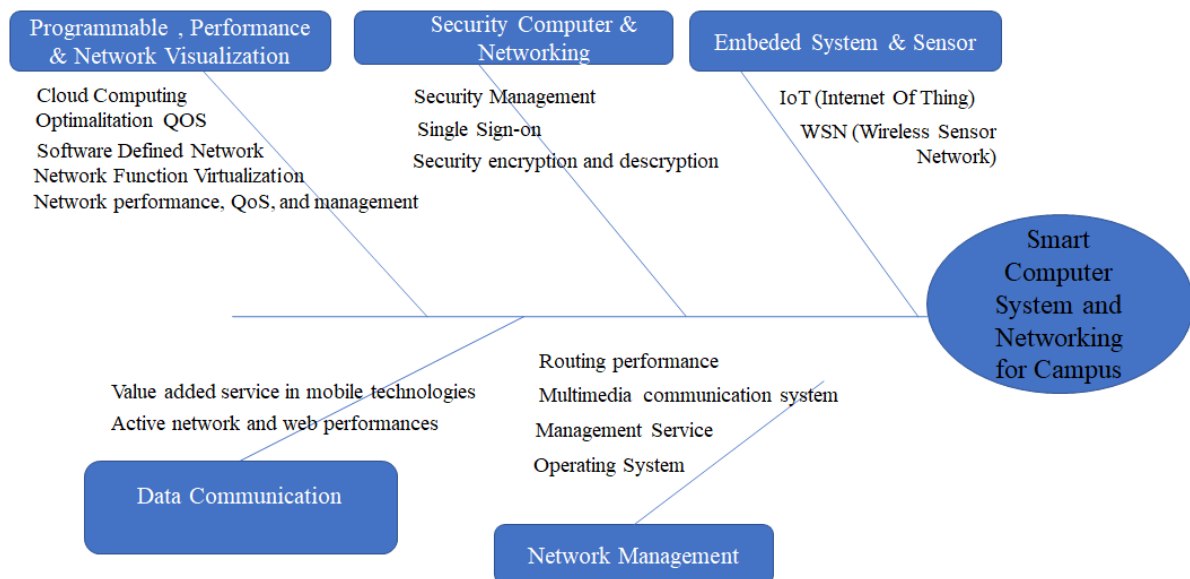 Programmable , Performance
& Network Visualization
Cloud Computing
Optimalitation QOS
Software Defined Network
Network Function Virtualization
Network performance, QoS, and management
Security Computer &
Networking
Security Management
Single Sign-on
Security encryption and descryption
Embeded System & Sensor
IoT (Internet Of Thing)
WSN (Wireless Sensor
Network)
Smart
Computer
System and
Networking
for Campus
Value added service in mobile technologies
Active network and web performances
Data Communication
Routing performance
Multimedia communication system
Management Service
Operating System
Network Management